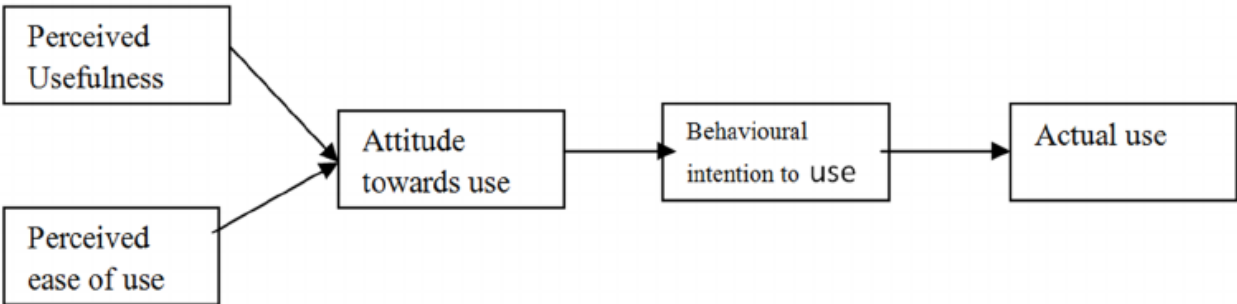 Perceived
Usefulness
Attitude
towards use
Behavioural
intention to use
Actual use
Perceived
ease of use